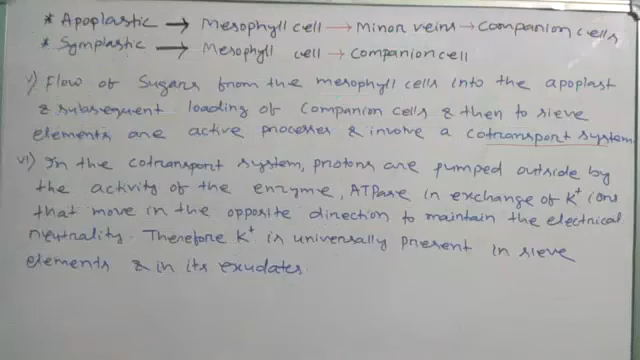 * Apoplastic → Mesophyll cell → Minor veins → Companion cells
* Symplastic → Mesophyll cell → Companion cell
v) Flow of Sugars from the mesophyll cells into the apoplast
& subsequent loading of Companion cells & then to sieve
elements are active processes & involve a cotransport system.
vi) In the cotransport system, protons are pumped outside by
the activity of the enzyme, ATPase in exchange of K+ ions
that move in the opposite direction to maintain the electrical
neutrality. Therefore K+ is universally present in sieve
elements & in its exudates.